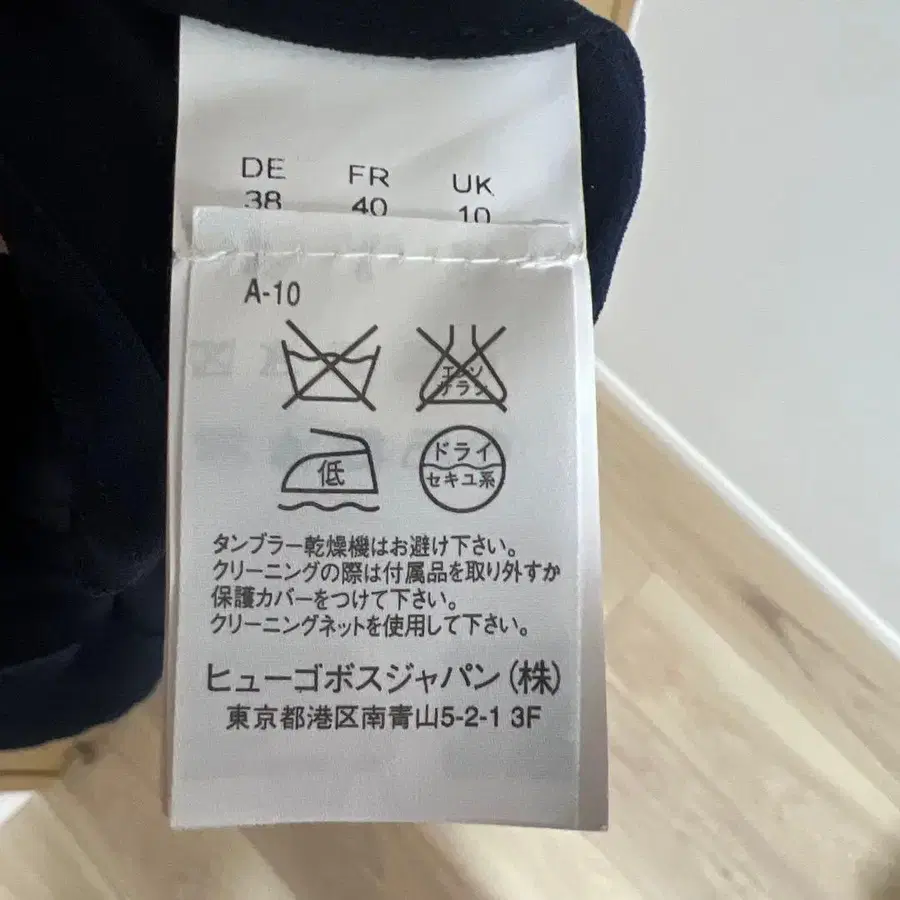 DE FR UK
38 40 10
A-10
エンソ
サラシ
低
ドライ
セキユ系
タンブラー乾燥機はお避け下さい。
クリーニングの際は付属品を取り外すか
保護カバーをつけて下さい。
クリーニングネットを使用して下さい。
ヒューゴボスジャパン(株)
東京都港区南青山5-2-1 3F